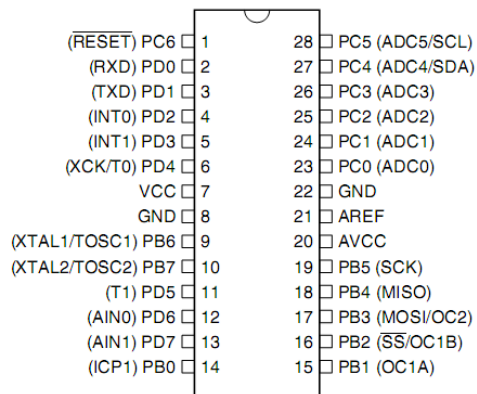 (RESET) PC6 1 28 PC5 (ADC5/SCL)
(RXD) PD0 2 27 PC4 (ADC4/SDA)
(TXD) PD1 3 26 PC3 (ADC3)
(INT0) PD2 4 25 PC2 (ADC2)
(INT1) PD3 5 24 PC1 (ADC1)
(XCK/T0) PD4 6 23 PC0 (ADC0)
VCC 7 22 GND
GND 8 21 AREF
(XTAL1/TOSC1) PB6 9 20 AVCC
(XTAL2/TOSC2) PB7 10 19 PB5 (SCK)
(T1) PD5 11 18 PB4 (MISO)
(AIN0) PD6 12 17 PB3 (MOSI/OC2)
(AIN1) PD7 13 16 PB2 (SS/OC1B)
(ICP1) PB0 14 15 PB1 (OC1A)